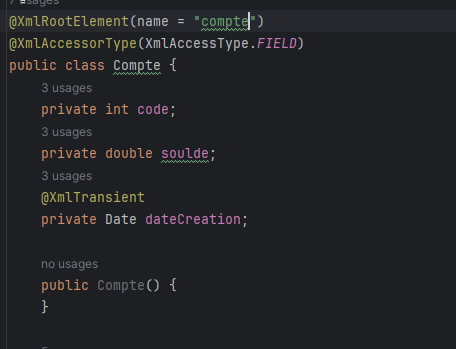 usages
@XmlRootElement(name = "compte")
@XmlAccessorType(XmlAccessType.FIELD)
public class Compte {
3 usages
private int code;
3 usages
private double soulde;
3 usages
@XmlTransient
private Date dateCreation;
no usages
public Compte() {
}